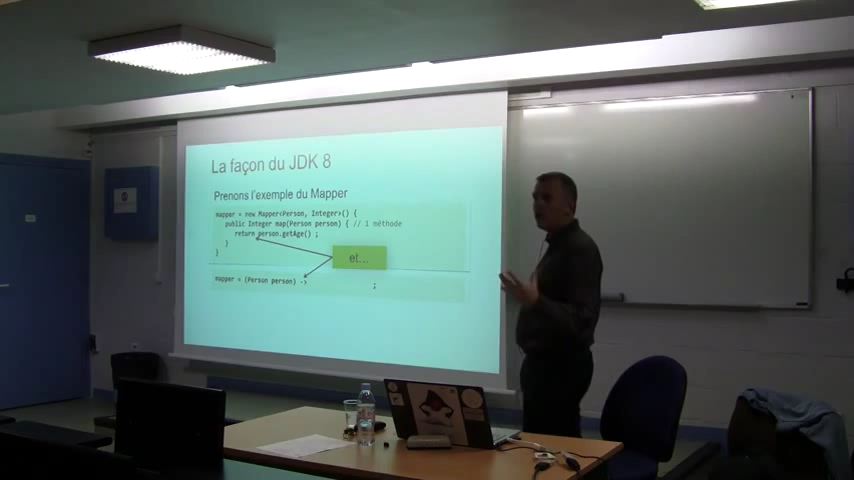 La façon du JDK 8
Prenons l'exemple du Mapper
mapper = new Mapper<Person, Integer>() {
public Integer map(Person person) { // 1 méthode
return person.getAge() ;
}
}
et...
mapper = (Person person) -> ;